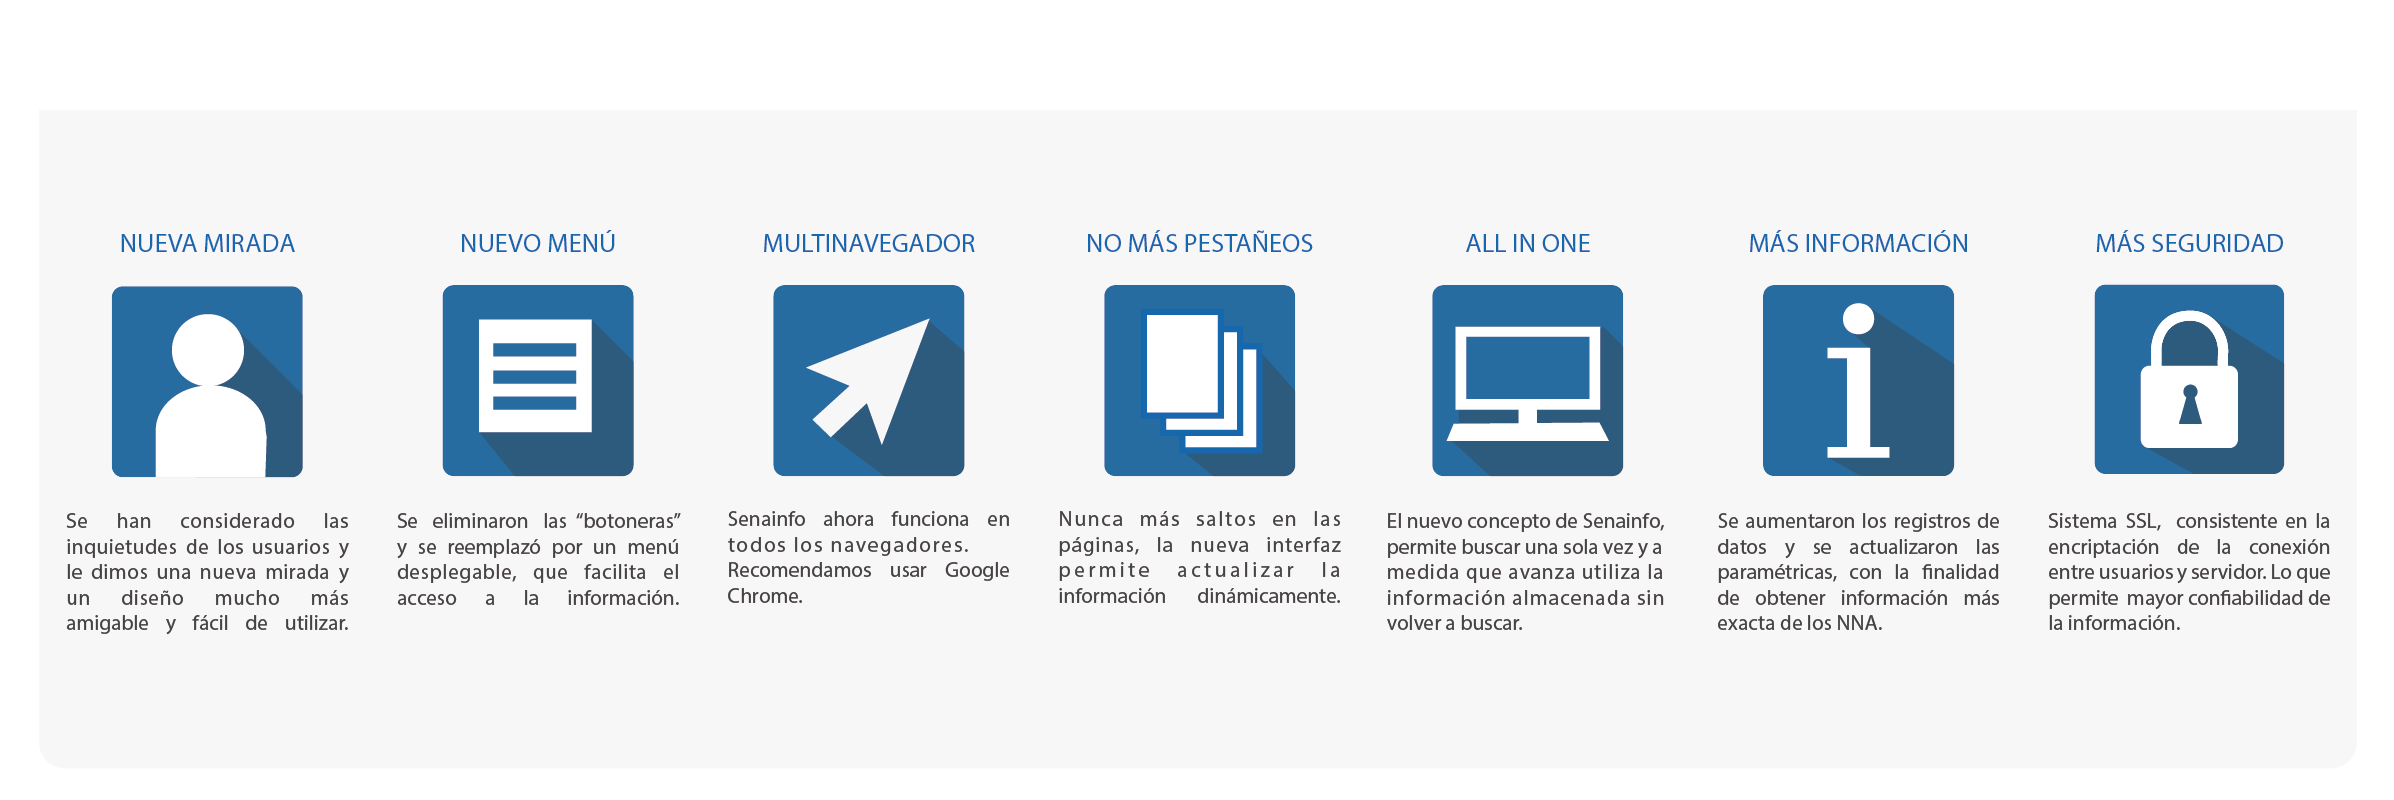 NUEVA MIRADA
Se han considerado las
inquietudes de los usuarios y
le dimos una nueva mirada y
un diseño mucho más
amigable y fácil de utilizar.
NUEVO MENÚ
Se eliminaron las “botoneras”
y se reemplazó por un menú
desplegable, que facilita el
acceso a la información.
MULTINAVEGADOR
Senainfo ahora funciona en
todos los navegadores.
Recomendamos usar Google
Chrome.
NO MÁS PESTAÑEOS
Nunca más saltos en las
páginas, la nueva interfaz
permite actualizar la
información dinámicamente.
ALL IN ONE
El nuevo concepto de Senainfo,
permite buscar una sola vez y a
medida que avanza utiliza la
información almacenada sin
volver a buscar.
MÁS INFORMACIÓN
Se aumentaron los registros de
datos y se actualizaron las
paramétricas, con la finalidad
de obtener información más
exacta de los NNA.
MÁS SEGURIDAD
Sistema SSL, consistente en la
encriptación de la conexión
entre usuarios y servidor. Lo que
permite mayor confiabilidad de
la información.